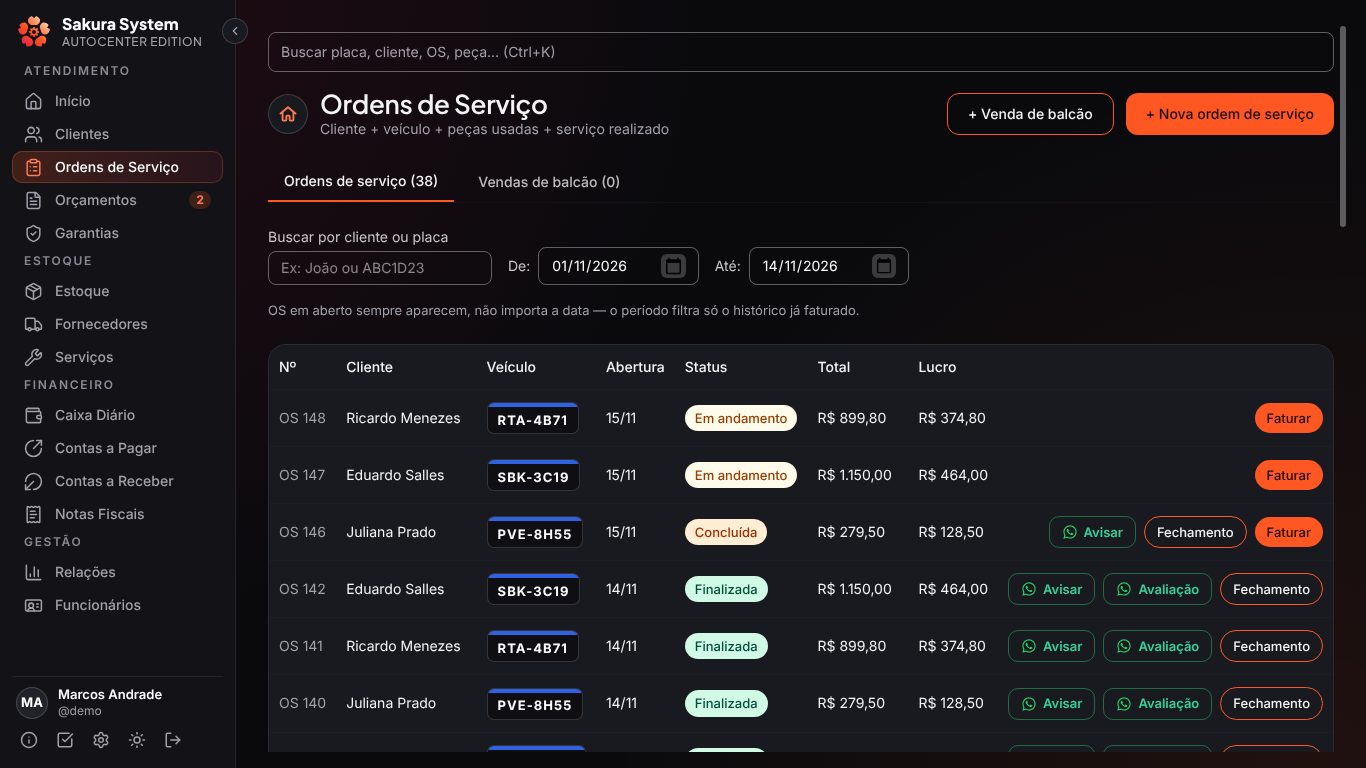 Sakura System
AUTOCENTER EDITION
ATENDIMENTO
Início
Clientes
Ordens de Serviço
Orçamentos 2
Garantias
ESTOQUE
Estoque
Fornecedores
Serviços
FINANCEIRO
Caixa Diário
Contas a Pagar
Contas a Receber
Notas Fiscais
GESTÃO
Relações
Funcionários
MA Marcos Andrade
@demo
Buscar placa, cliente, OS, peça... (Ctrl+K)
Ordens de Serviço
Cliente + veículo + peças usadas + serviço realizado
+ Venda de balcão
+ Nova ordem de serviço
Ordens de serviço (38) Vendas de balcão (0)
Buscar por cliente ou placa
Ex: João ou ABC1D23 De: 01/11/2026 Até: 14/11/2026
OS em aberto sempre aparecem, não importa a data — o período filtra só o histórico já faturado.
Nº Cliente Veículo Abertura Status Total Lucro
OS 148 Ricardo Menezes RTA-4B71 15/11 Em andamento R$ 899,80 R$ 374,80 Faturar
OS 147 Eduardo Salles SBK-3C19 15/11 Em andamento R$ 1.150,00 R$ 464,00 Faturar
OS 146 Juliana Prado PVE-8H55 15/11 Concluída R$ 279,50 R$ 128,50 Avisar Fechamento Faturar
OS 142 Eduardo Salles SBK-3C19 14/11 Finalizada R$ 1.150,00 R$ 464,00 Avisar Avaliação Fechamento
OS 141 Ricardo Menezes RTA-4B71 14/11 Finalizada R$ 899,80 R$ 374,80 Avisar Avaliação Fechamento
OS 140 Juliana Prado PVE-8H55 14/11 Finalizada R$ 279,50 R$ 128,50 Avisar Avaliação Fechamento